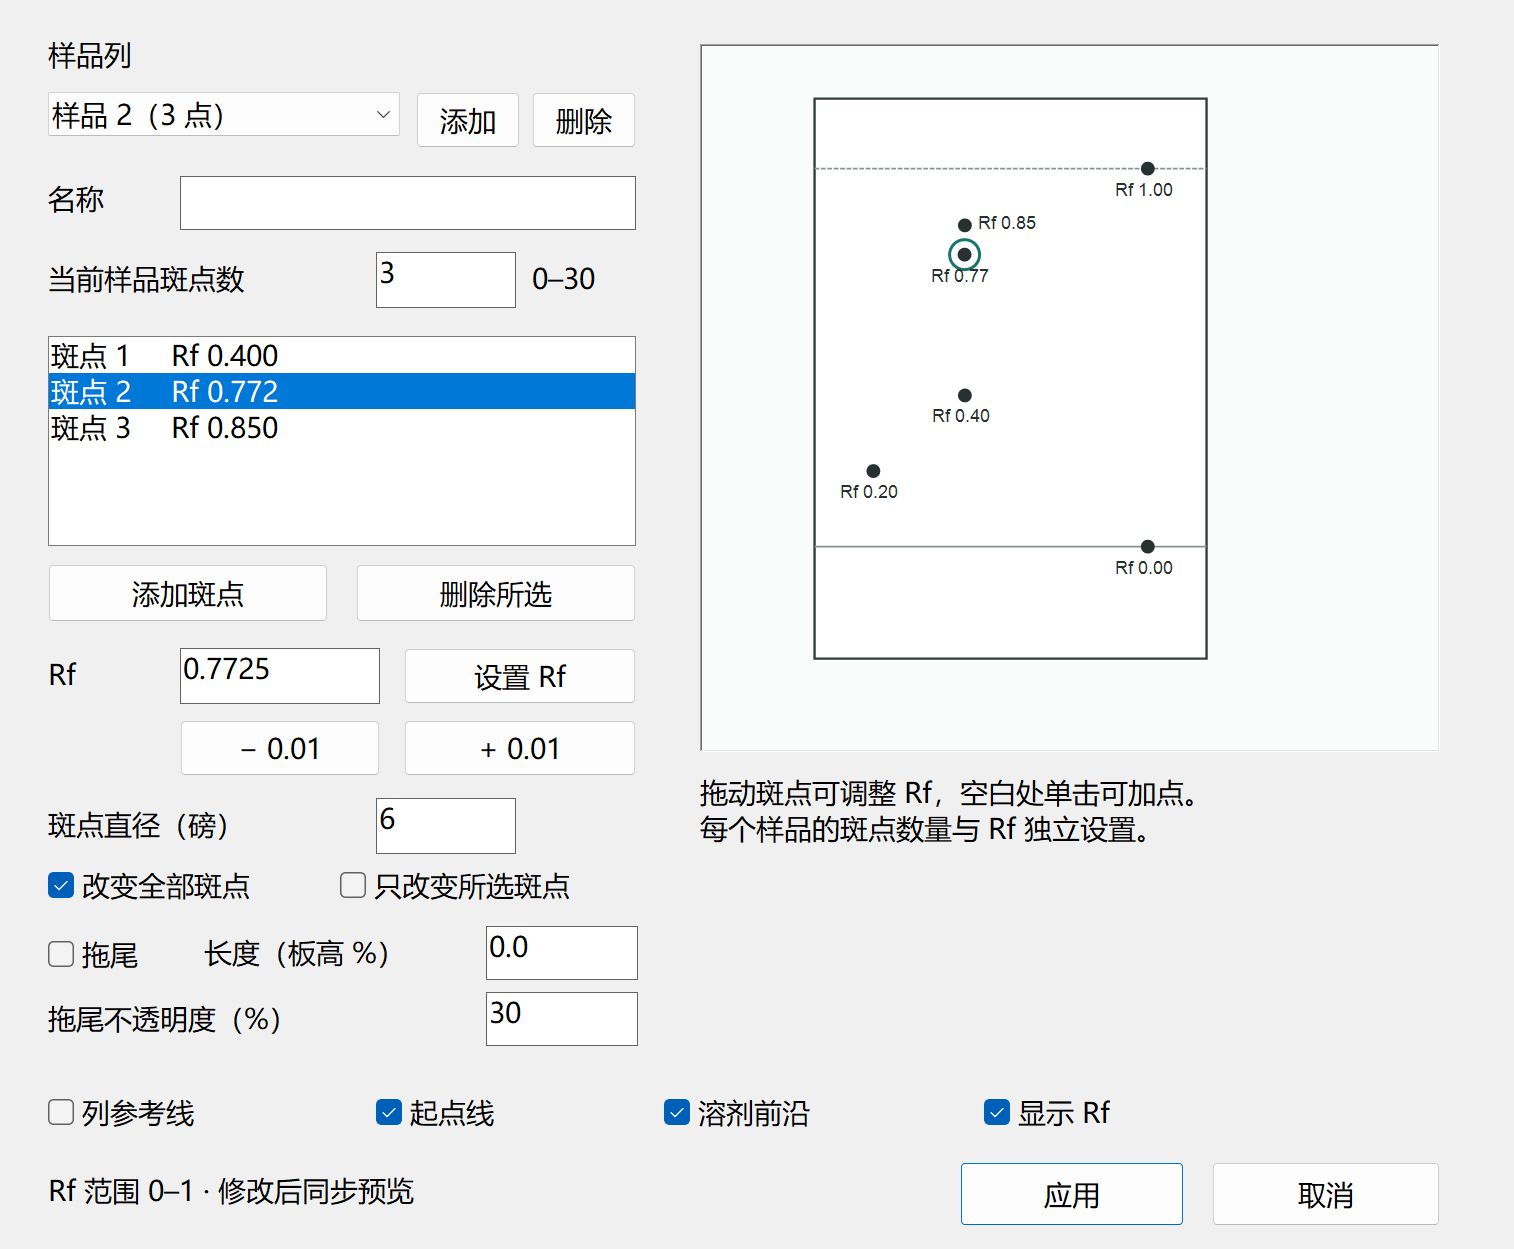 样品列
样品 2（3 点）
添加
删除
名称
当前样品斑点数
3
0–30
斑点 1 Rf 0.400
斑点 2 Rf 0.772
斑点 3 Rf 0.850
添加斑点
删除所选
Rf
0.7725
设置 Rf
− 0.01
+ 0.01
斑点直径（磅）
6
改变全部斑点
只改变所选斑点
拖尾
长度（板高 %）
0.0
拖尾不透明度（%）
30
Rf 1.00
Rf 0.85
Rf 0.77
Rf 0.40
Rf 0.20
Rf 0.00
拖动斑点可调整 Rf，空白处单击可加点。
每个样品的斑点数量与 Rf 独立设置。
列参考线
起点线
溶剂前沿
显示 Rf
Rf 范围 0–1 · 修改后同步预览
应用
取消